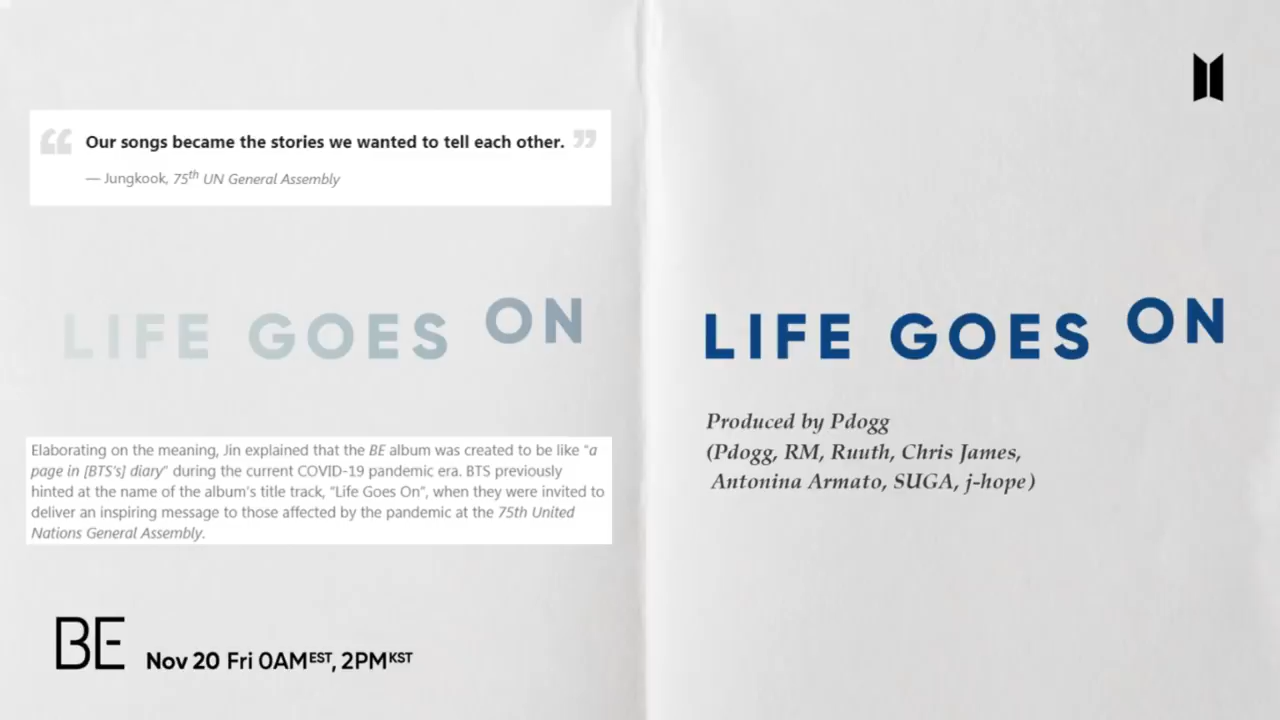 “ Our songs became the stories we wanted to tell each other. ”
— Jungkook, 75th UN General Assembly
LIFE GOES ON
Elaborating on the meaning, Jin explained that the BE album was created to be like “a
page in [BTS’s] diary” during the current COVID-19 pandemic era. BTS previously
hinted at the name of the album’s title track, “Life Goes On”, when they were invited to
deliver an inspiring message to those affected by the pandemic at the 75th United
Nations General Assembly.
BE Nov 20 Fri 0AM EST, 2PM KST
LIFE GOES ON
Produced by Pdogg
(Pdogg, RM, Ruuth, Chris James,
Antonina Armato, SUGA, j-hope)